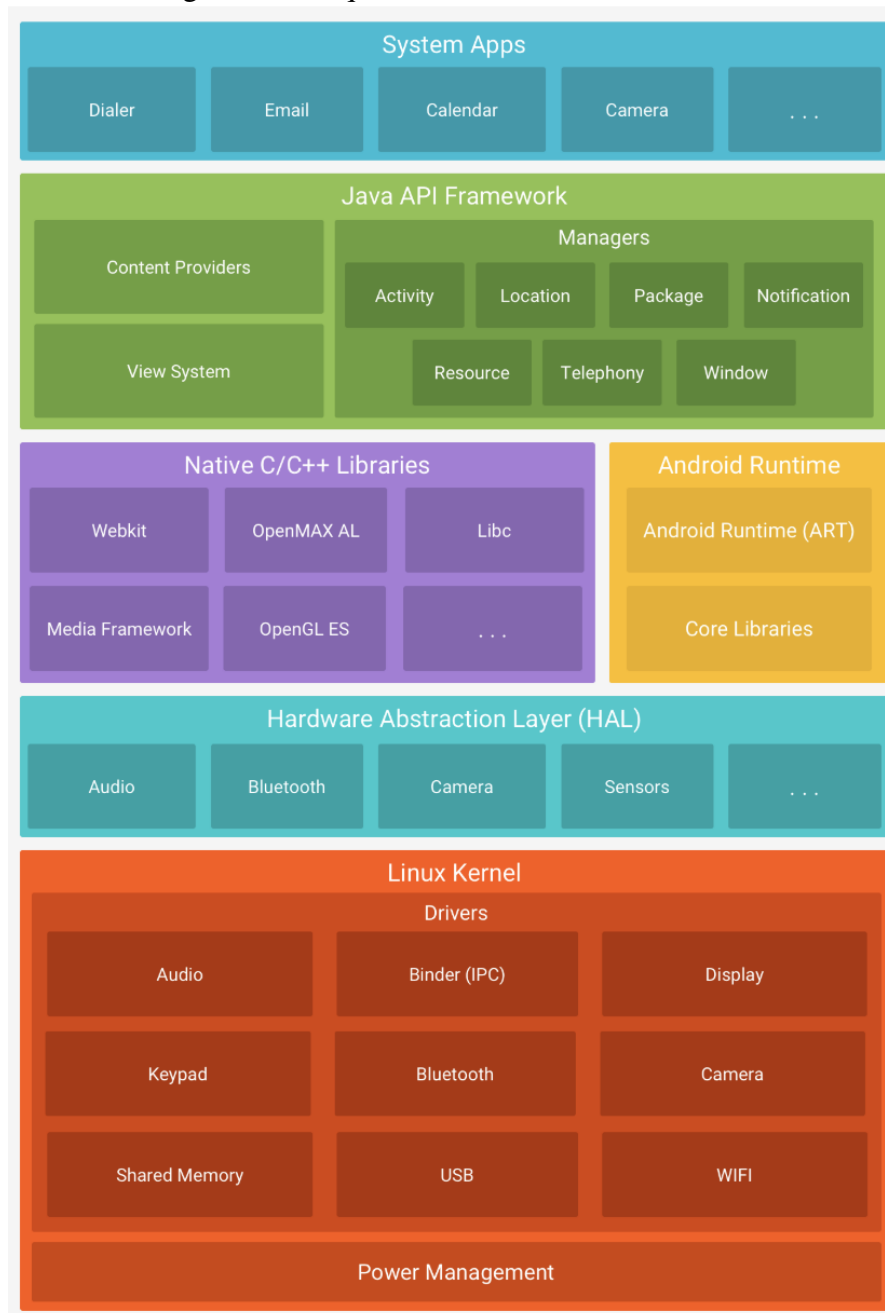 System Apps
Dialer Email Calendar Camera . . .
Java API Framework
Content Providers
View System
Managers
Activity Location Package Notification
Resource Telephony Window
Native C/C++ Libraries
Webkit OpenMAX AL Libc
Media Framework OpenGL ES . . .
Android Runtime
Android Runtime (ART)
Core Libraries
Hardware Abstraction Layer (HAL)
Audio Bluetooth Camera Sensors . . .
Linux Kernel
Drivers
Audio Binder (IPC) Display
Keypad Bluetooth Camera
Shared Memory USB WIFI
Power Management